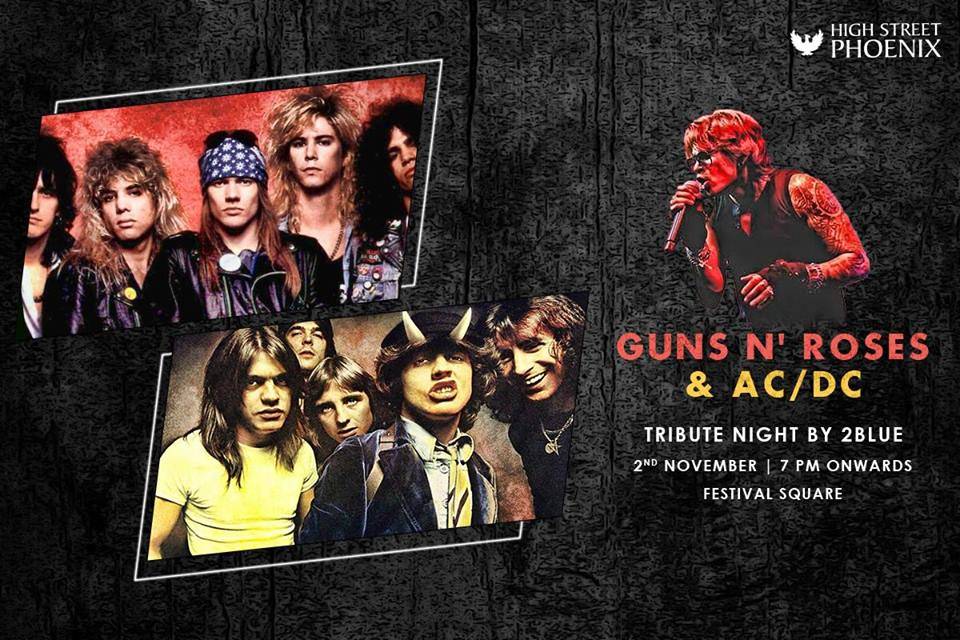 HIGH STREET
PHOENIX
GUNS N' ROSES
& AC/DC
TRIBUTE NIGHT BY 2BLUE
2ND NOVEMBER | 7 PM ONWARDS
FESTIVAL SQUARE